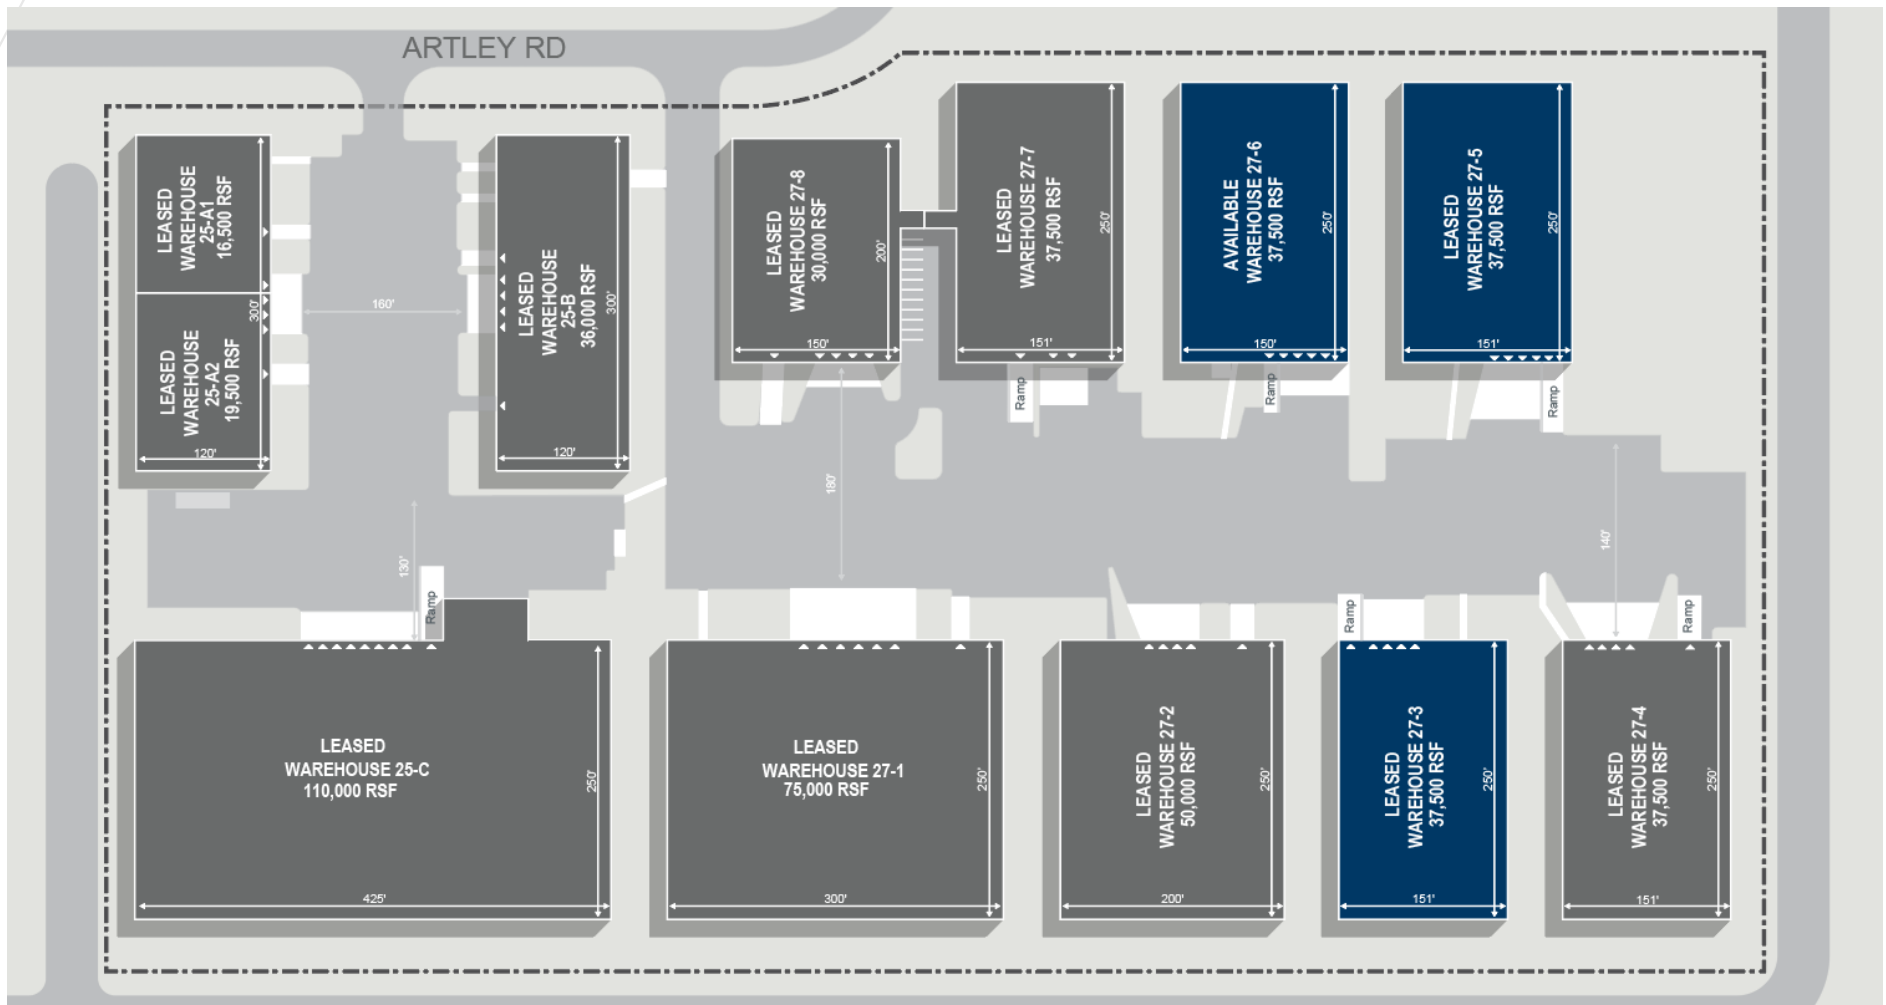 ARTLEY RD
LEASED
WAREHOUSE
25-A1
16,500 RSF
LEASED
WAREHOUSE
25-A2
19,500 RSF
300'
120'
160'
LEASED
WAREHOUSE
25-B
36,000 RSF
300'
120'
LEASED
WAREHOUSE 27-8
30,000 RSF
200'
150'
LEASED
WAREHOUSE 27-7
37,500 RSF
250'
151'
Ramp
AVAILABLE
WAREHOUSE 27-6
37,500 RSF
250'
150'
Ramp
LEASED
WAREHOUSE 27-5
37,500 RSF
250'
151'
Ramp
130'
180'
140'
Ramp
LEASED
WAREHOUSE 25-C
110,000 RSF
250'
425'
LEASED
WAREHOUSE 27-1
75,000 RSF
250'
300'
LEASED
WAREHOUSE 27-2
50,000 RSF
250'
200'
Ramp
LEASED
WAREHOUSE 27-3
37,500 RSF
250'
151'
Ramp
LEASED
WAREHOUSE 27-4
37,500 RSF
250'
151'